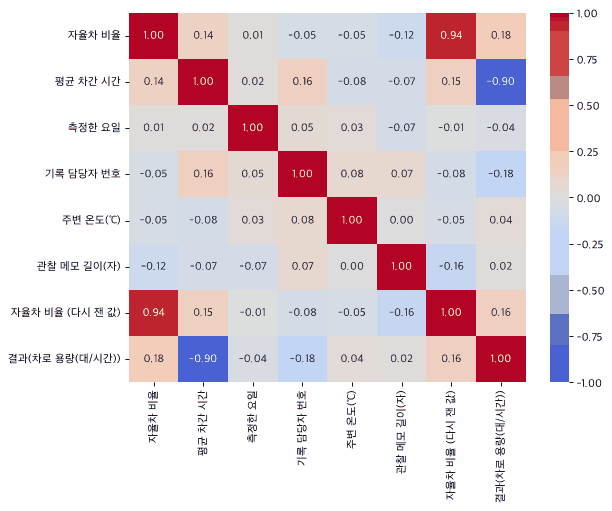 자율차 비율 1.00 0.14 0.01 -0.05 -0.05 -0.12 0.94 0.18
평균 차간 시간 0.14 1.00 0.02 0.16 -0.08 -0.07 0.15 -0.90
측정한 요일 0.01 0.02 1.00 0.05 0.03 -0.07 -0.01 -0.04
기록 담당자 번호 -0.05 0.16 0.05 1.00 0.08 0.07 -0.08 -0.18
주변 온도(℃) -0.05 -0.08 0.03 0.08 1.00 0.00 -0.05 0.04
관찰 메모 길이(자) -0.12 -0.07 -0.07 0.07 0.00 1.00 -0.16 0.02
자율차 비율 (다시 잰 값) 0.94 0.15 -0.01 -0.08 -0.05 -0.16 1.00 0.16
결과(차로 용량(대/시간)) 0.18 -0.90 -0.04 -0.18 0.04 0.02 0.16 1.00
자율차 비율
평균 차간 시간
측정한 요일
기록 담당자 번호
주변 온도(℃)
관찰 메모 길이(자)
자율차 비율 (다시 잰 값)
결과(차로 용량(대/시간))
1.00
0.75
0.50
0.25
0.00
-0.25
-0.50
-0.75
-1.00